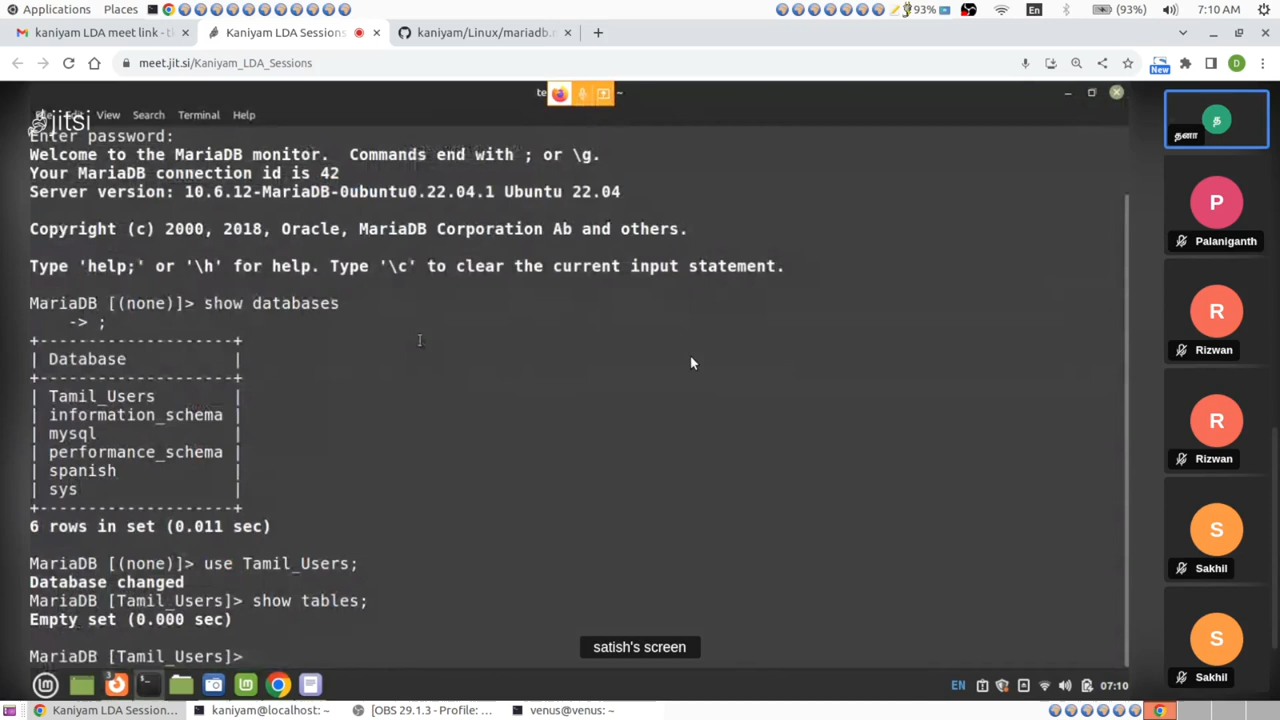 Applications Places 93% En (93%) 7:10 AM
kaniyam LDA meet link - t
Kaniyam LDA Sessions
kaniyam/Linux/mariadb.
meet.jit.si/Kaniyam_LDA_Sessions
New
D
jitsi
View Search Terminal Help
Enter password:
Welcome to the MariaDB monitor.  Commands end with ; or \g.
Your MariaDB connection id is 42
Server version: 10.6.12-MariaDB-0ubuntu0.22.04.1 Ubuntu 22.04
Copyright (c) 2000, 2018, Oracle, MariaDB Corporation Ab and others.
Type 'help;' or '\h' for help. Type '\c' to clear the current input statement.
MariaDB [(none)]> show databases
-> ;
+--------------------+
| Database           |
+--------------------+
| Tamil_Users        |
| information_schema |
| mysql              |
| performance_schema |
| spanish            |
| sys                |
+--------------------+
6 rows in set (0.011 sec)
MariaDB [(none)]> use Tamil_Users;
Database changed
MariaDB [Tamil_Users]> show tables;
Empty set (0.000 sec)
MariaDB [Tamil_Users]>
satish's screen
த
தனா
P
Palaniganth
R
Rizwan
R
Rizwan
S
Sakhil
S
Sakhil
EN 07:10
Kaniyam LDA Session...
kaniyam@localhost: ~
[OBS 29.1.3 - Profile: ...
venus@venus: ~